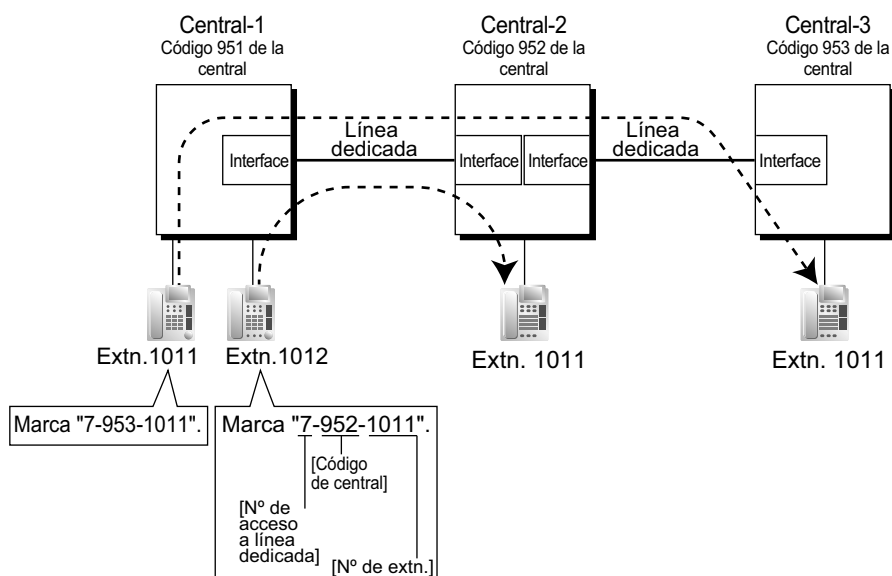 Central-1
Código 951 de la
central
Central-2
Código 952 de la
central
Central-3
Código 953 de la
central
Interface
Línea
dedicada
Interface
Interface
Línea
dedicada
Interface
Extn.1011
Extn.1012
Extn. 1011
Extn. 1011
Marca "7-953-1011".
Marca "7-952-1011".
[Código
de central]
[Nº de
acceso
a línea
dedicada]
[Nº de extn.]